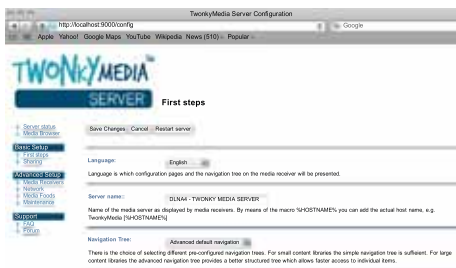 TwonkyMedia Server Configuration
http://localhost:9000/config
Google
Apple Yahoo! Google Maps YouTube Wikipedia News (510) Popular
TWONKYMEDIA™
SERVER
First steps
Server status
Media Browser
Save Changes Cancel Restart server
Basic Setup
First steps
Sharing
Advanced Setup
Media Receivers
Network
Media Feeds
Maintenance
Support
FAQ
Forum
Language:
English
Language is which configuration pages and the navigation tree on the media receiver will be presented.
Server name::
DLNA4 - TWONKY MEDIA SERVER
Name of the media server as displayed by media receivers. By means of the macro %HOSTNAME% you can add the actual host name, e.g.
TwonkyMedia [%HOSTNAME%]
Navigation Tree:
Advanced default navigation
There is the choice of selecting different pre-configured navigation trees. For small content libraries the simple navigation tree is suffieient. For large
content libraries the advanced navigation tree provides a better structured tree which allows faster access to individual items.